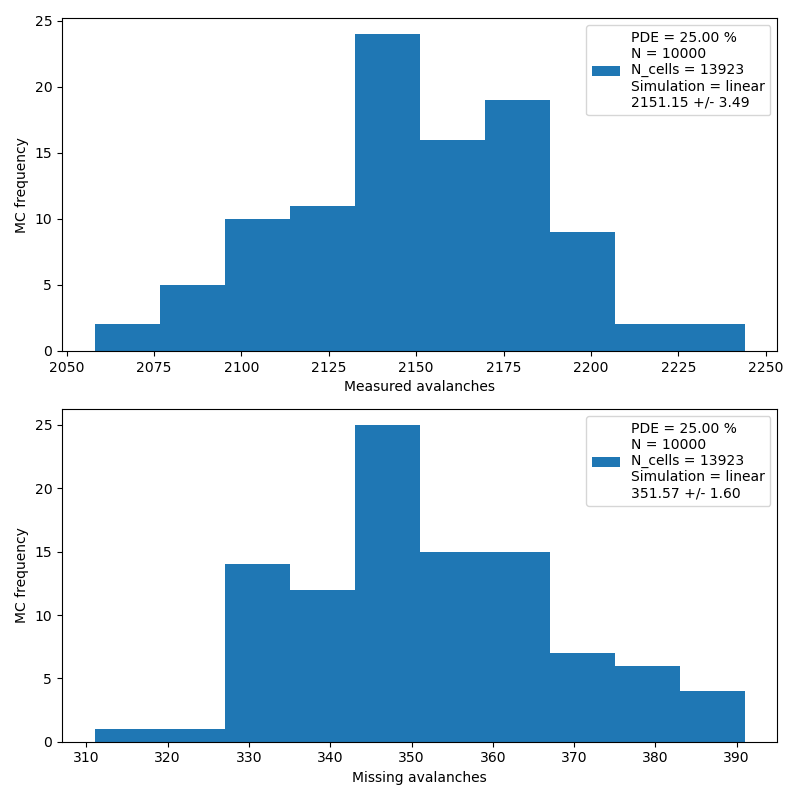 25
20
15
10
5
0
MC frequency
PDE = 25.00 %
N = 10000
N_cells = 13923
Simulation = linear
2151.15 +/- 3.49
2050 2075 2100 2125 2150 2175 2200 2225 2250
Measured avalanches
25
20
15
10
5
0
MC frequency
PDE = 25.00 %
N = 10000
N_cells = 13923
Simulation = linear
351.57 +/- 1.60
310 320 330 340 350 360 370 380 390
Missing avalanches